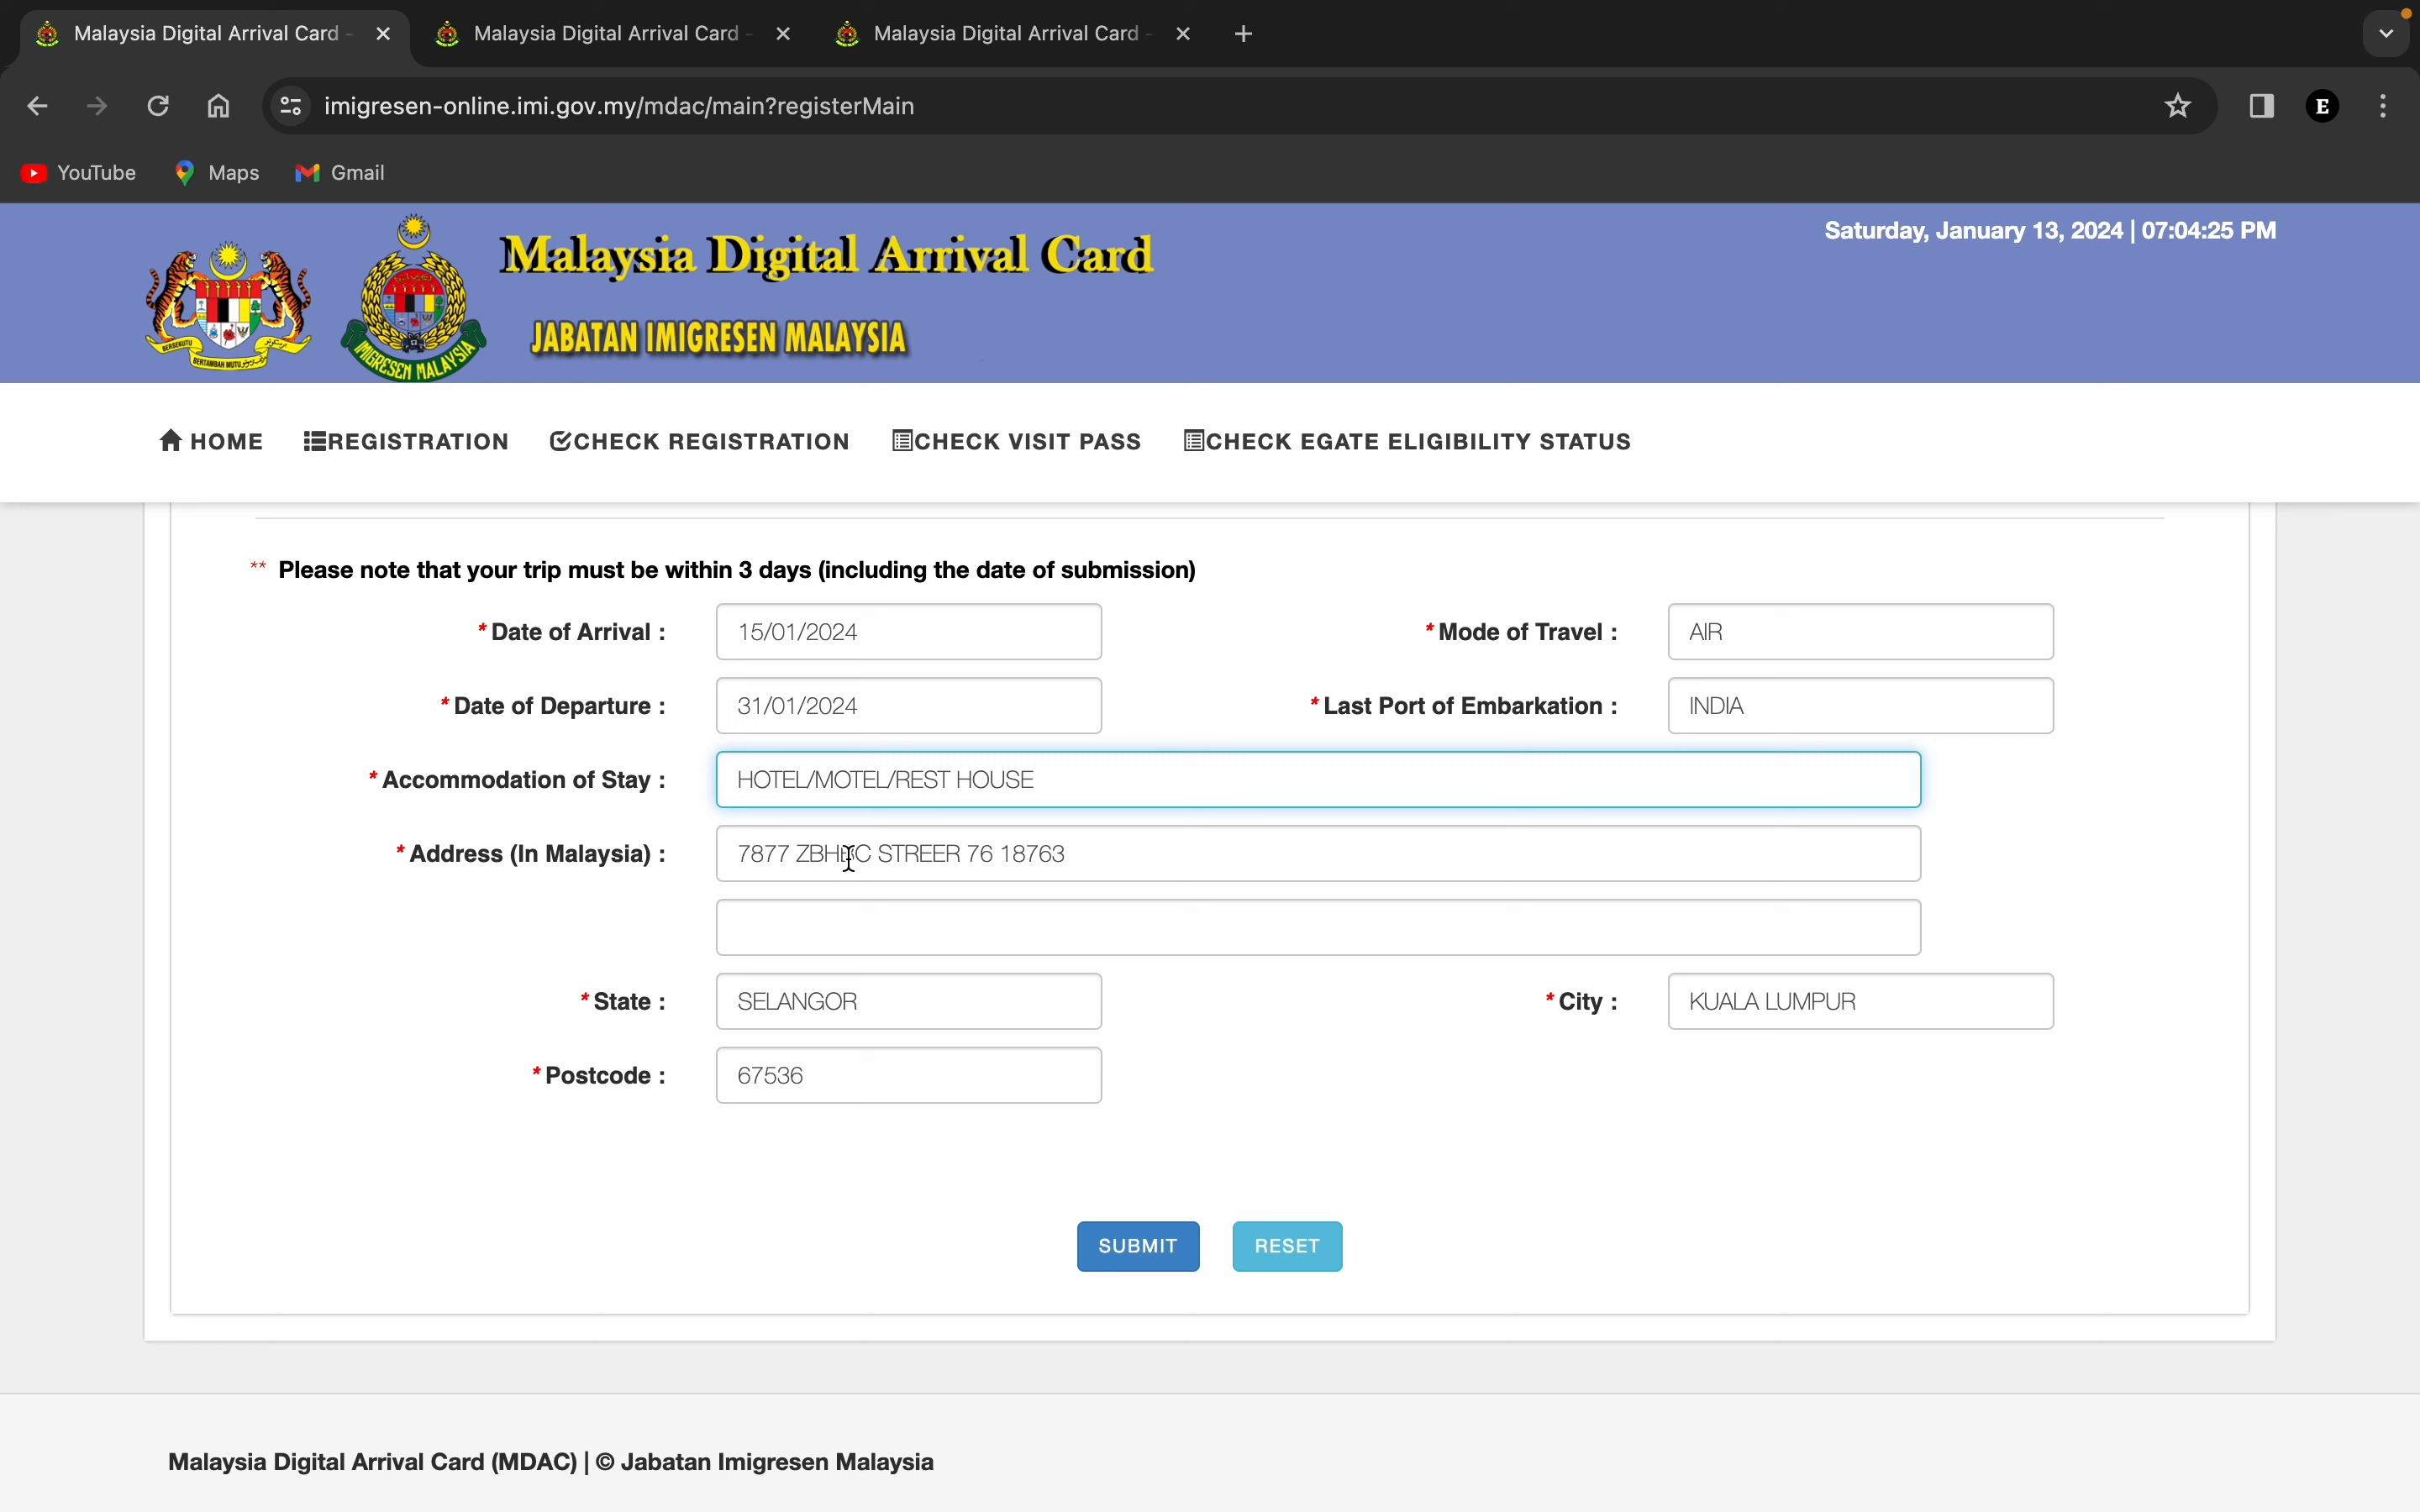 Malaysia Digital Arrival Card -
Malaysia Digital Arrival Card -
Malaysia Digital Arrival Card -
imigresen-online.imi.gov.my/mdac/main?registerMain
E
YouTube
Maps
Gmail
BERSEKUTU BERTAMBAH MUTU
IMIGRESEN MALAYSIA
Malaysia Digital Arrival Card
JABATAN IMIGRESEN MALAYSIA
Saturday, January 13, 2024 | 07:04:25 PM
HOME
REGISTRATION
CHECK REGISTRATION
CHECK VISIT PASS
CHECK EGATE ELIGIBILITY STATUS
** Please note that your trip must be within 3 days (including the date of submission)
* Date of Arrival : 15/01/2024
* Mode of Travel : AIR
* Date of Departure : 31/01/2024
* Last Port of Embarkation : INDIA
* Accommodation of Stay : HOTEL/MOTEL/REST HOUSE
* Address (In Malaysia) : 7877 STREER 76 18763
* State : SELANGOR
* City : KUALA LUMPUR
* Postcode : 67536
SUBMIT
RESET
Malaysia Digital Arrival Card (MDAC) | © Jabatan Imigresen Malaysia